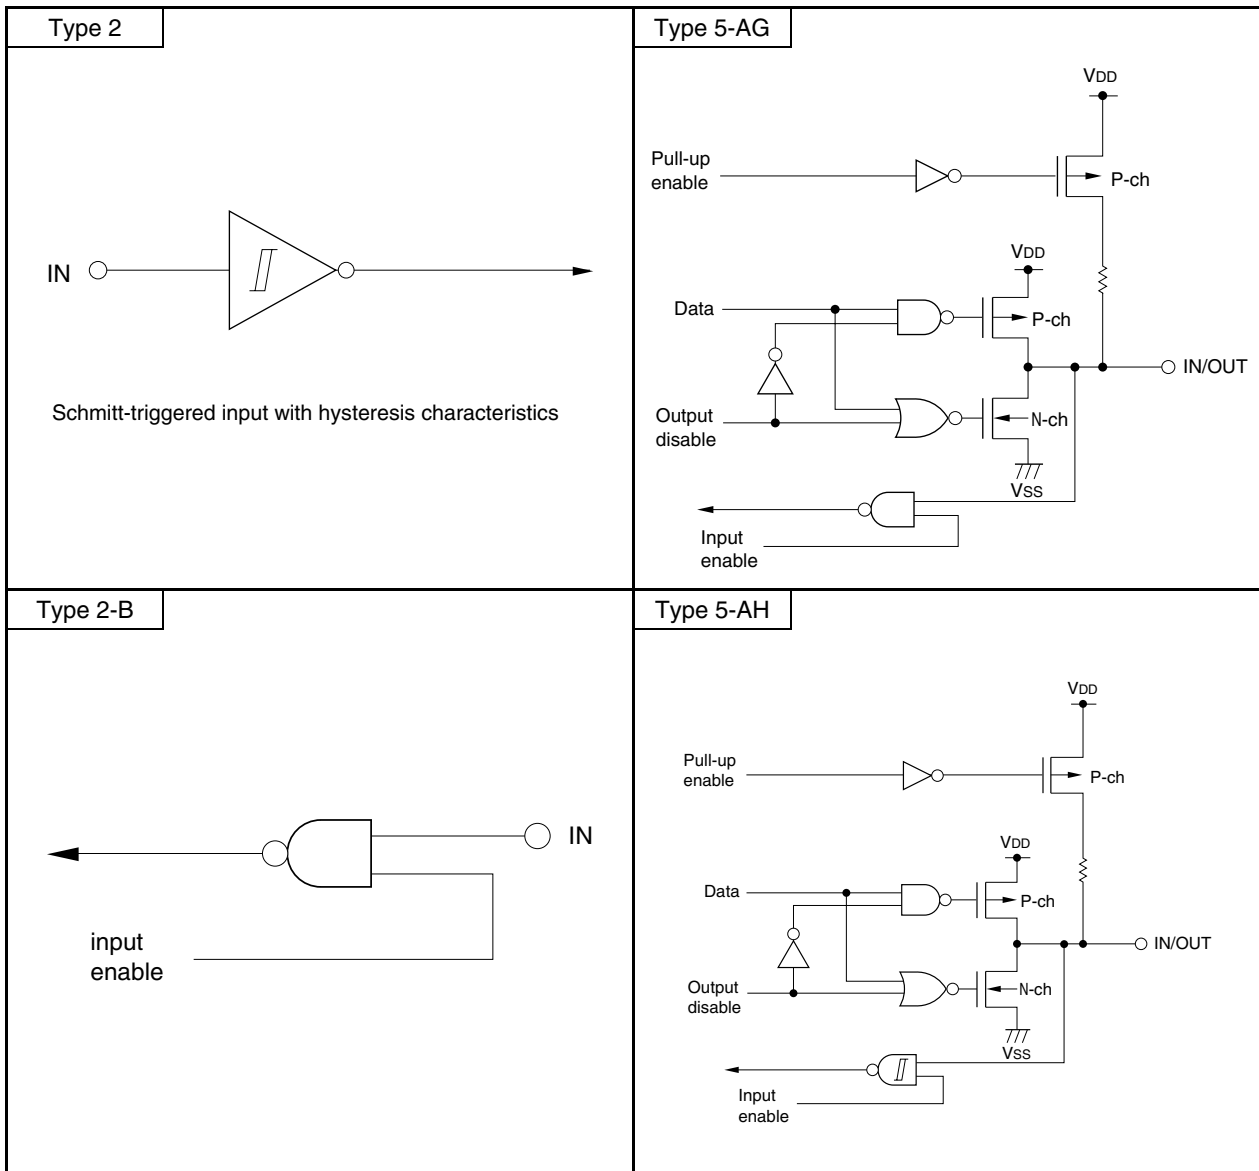 Type 2
IN
Schmitt-triggered input with hysteresis characteristics
Type 5-AG
VDD
Pull-up
enable
P-ch
VDD
Data
P-ch
IN/OUT
Output
disable
N-ch
VSS
Input
enable
Type 2-B
IN
input
enable
Type 5-AH
VDD
Pull-up
enable
P-ch
VDD
Data
P-ch
IN/OUT
Output
disable
N-ch
VSS
Input
enable